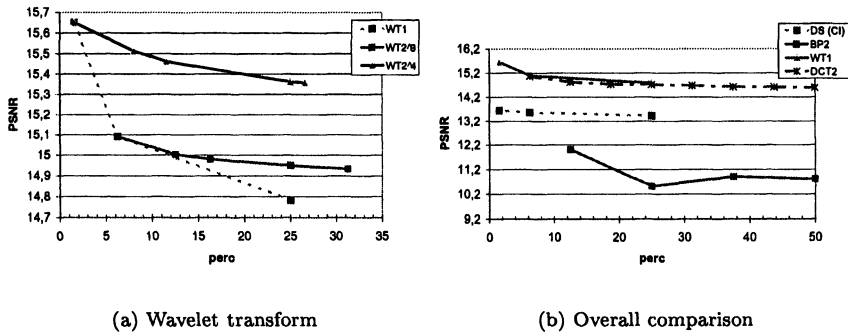 15,7
15,6
15,5
15,4
15,3
15,2
15,1
15
14,9
14,8
14,7
PSNR
0 5 10 15 20 25 30 35
perc
WT1
WT2/8
WT2/4
(a) Wavelet transform
16,2
15,2
14,2
13,2
12,2
11,2
10,2
9,2
PSNR
0 10 20 30 40 50
perc
DS (CI)
BP2
WT1
DCT2
(b) Overall comparison